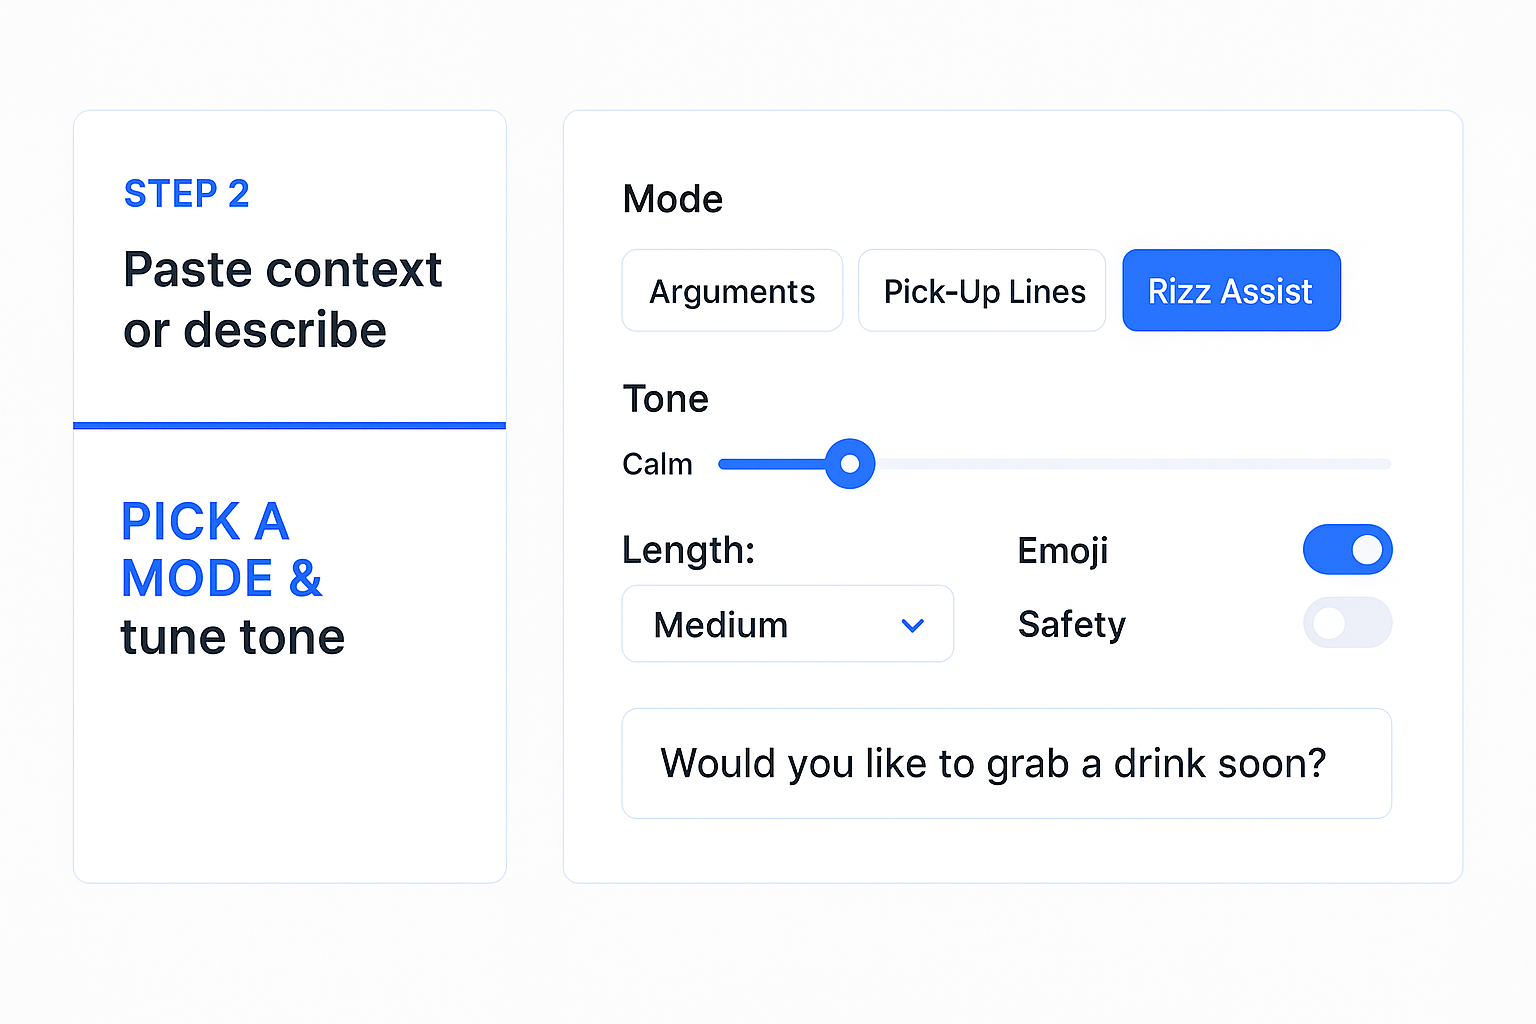 STEP 2
Paste context
or describe
PICK A
MODE &
tune tone
Mode
Arguments
Pick-Up Lines
Rizz Assist
Tone
Calm
Length:
Medium
Emoji
Safety
Would you like to grab a drink soon?